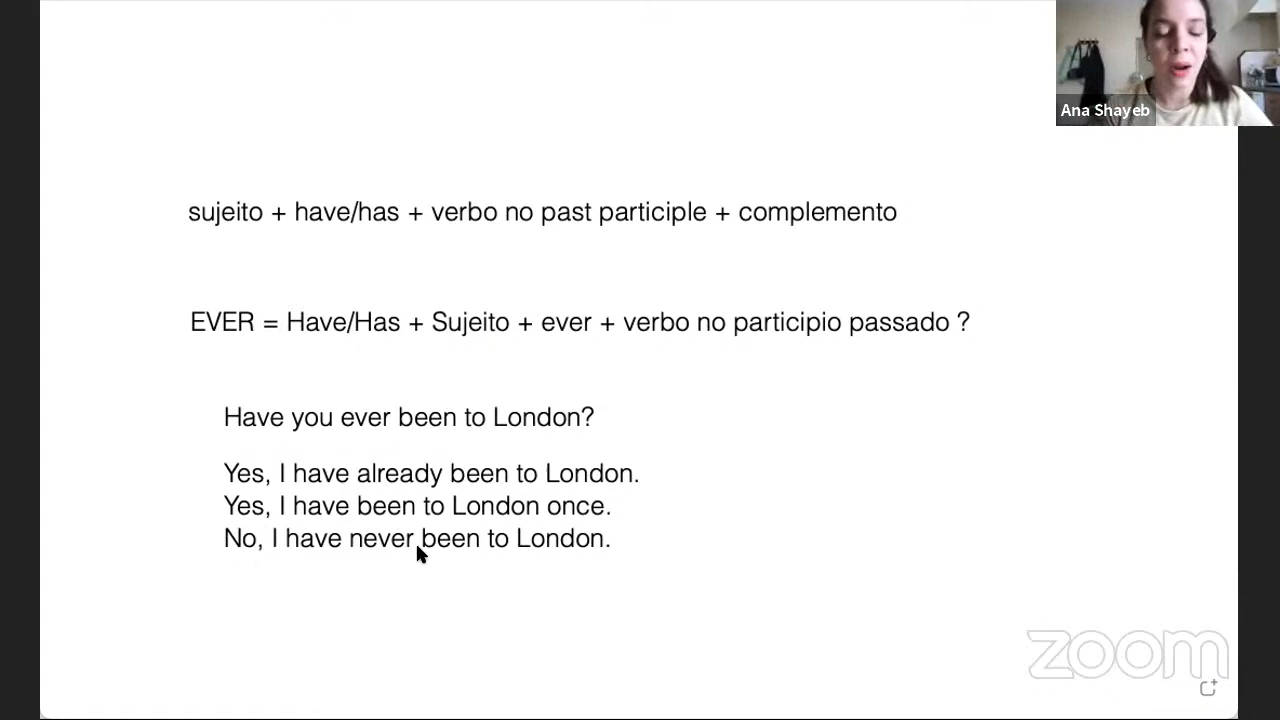 Ana Shayeb
sujeito + have/has + verbo no past participle + complemento
EVER = Have/Has + Sujeito + ever + verbo no participio passado ?
Have you ever been to London?
Yes, I have already been to London.
Yes, I have been to London once.
No, I have never been to London.
zoom